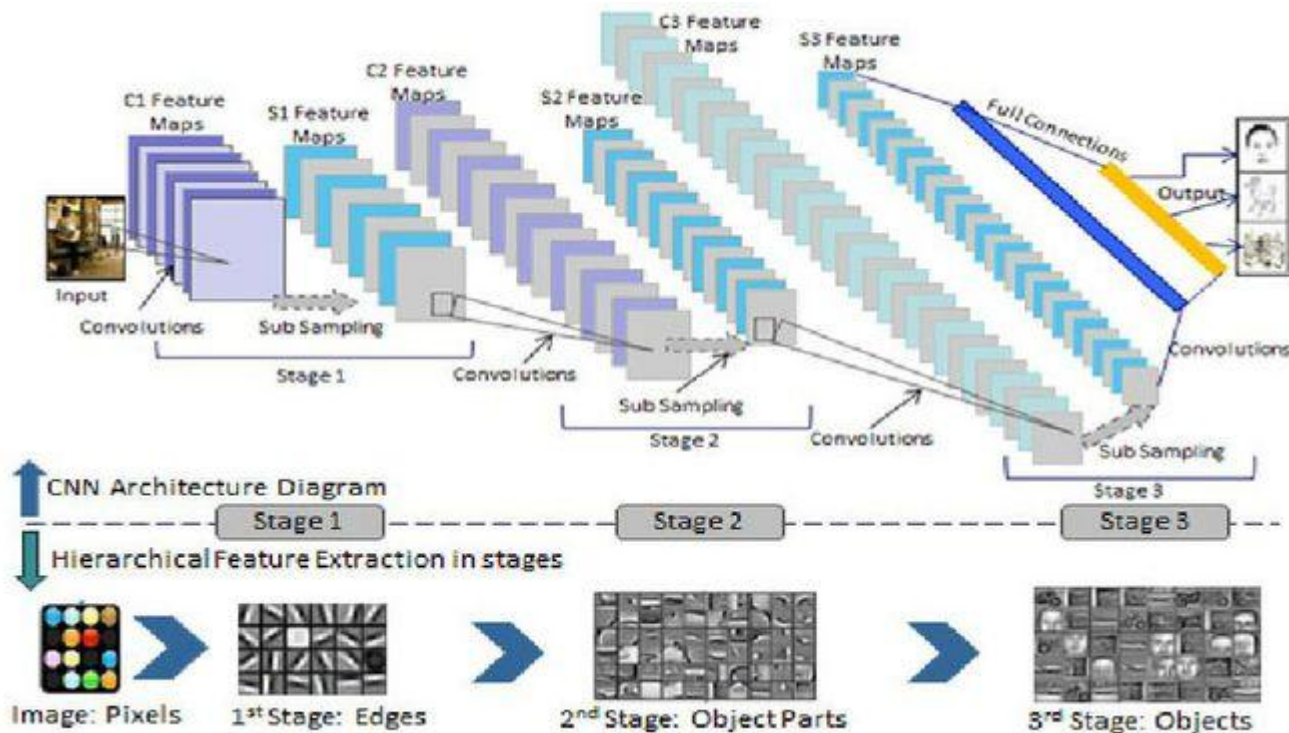 C1 Feature
Maps
S1 Feature
Maps
C2 Feature
Maps
S2 Feature
Maps
C3 Feature
Maps
S3 Feature
Maps
Full Connections
Output
Input
Convolutions
Sub Sampling
Stage 1
Convolutions
Sub Sampling
Stage 2
Convolutions
Convolutions
Sub Sampling
Stage 3
CNN Architecture Diagram
Stage 1
Stage 2
Stage 3
Hierarchical Feature Extraction in stages
Image: Pixels
1st Stage: Edges
2nd Stage: Object Parts
3rd Stage: Objects